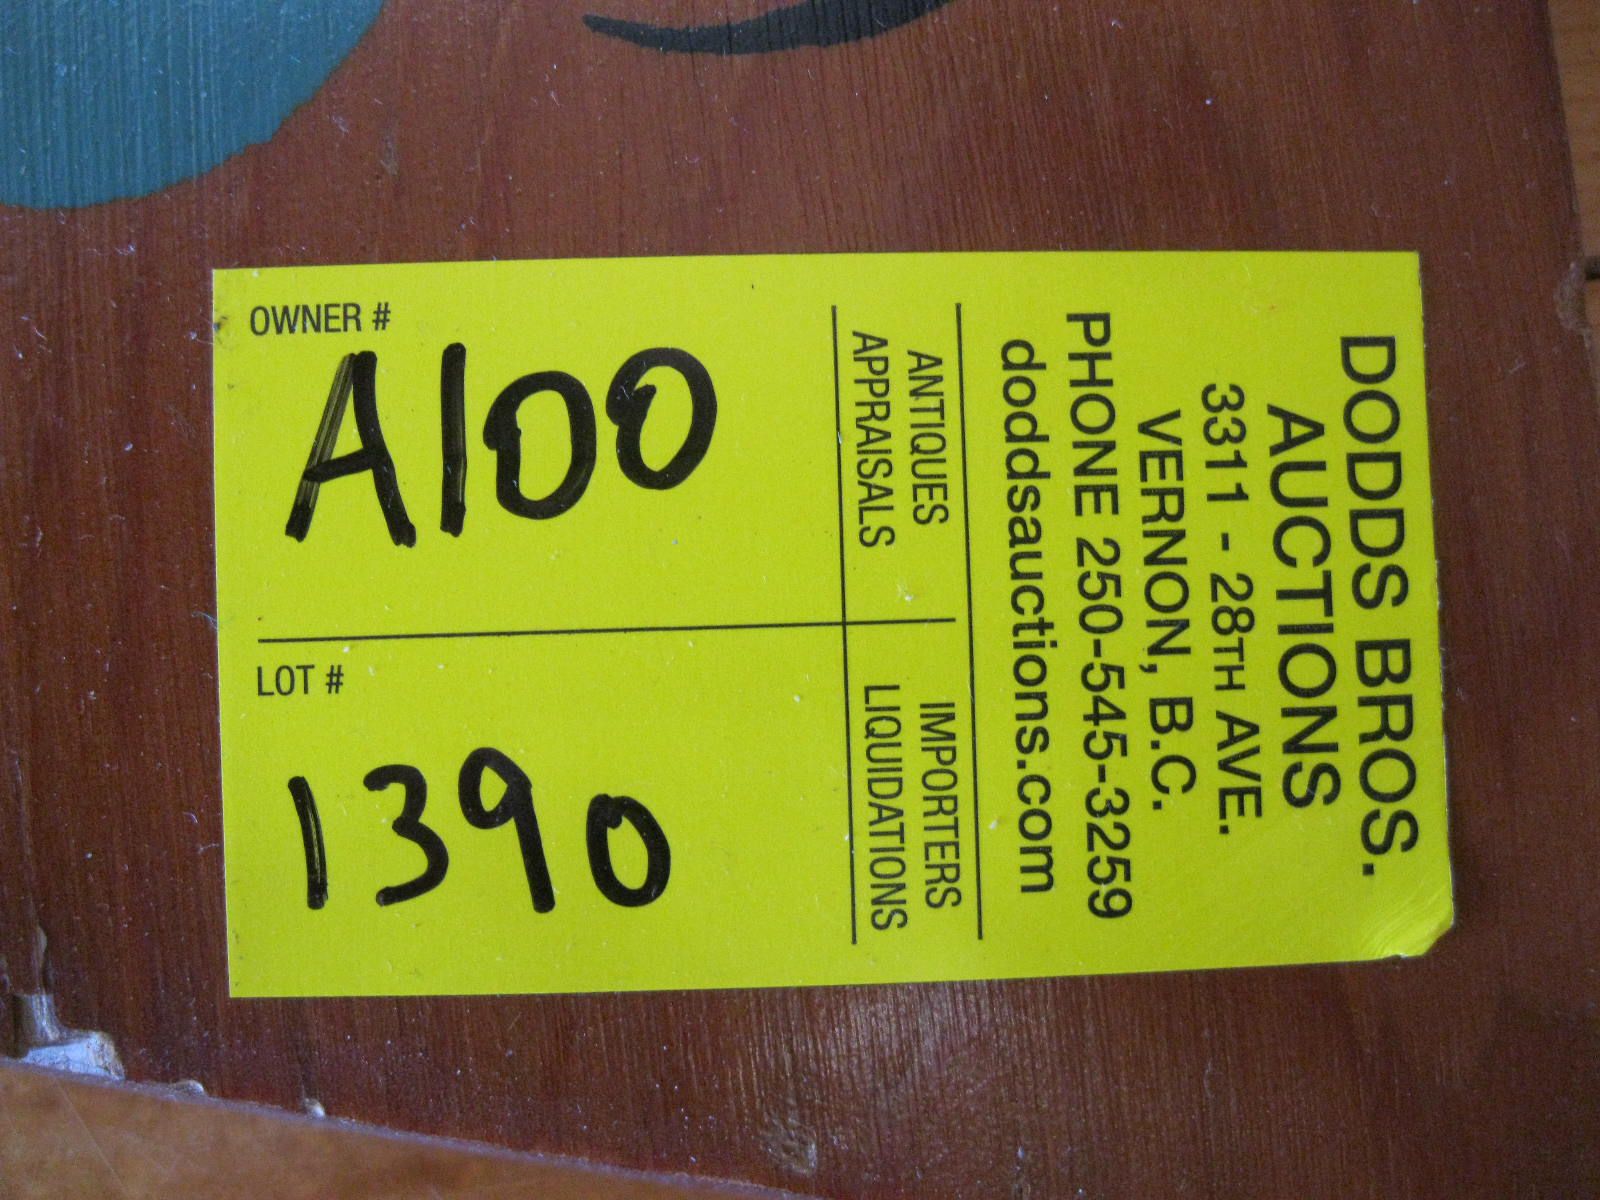 DODDS BROS.
AUCTIONS
3311 - 28TH AVE.
VERNON, B.C.
PHONE 250-545-3259
doddsauctions.com
ANTIQUES
APPRAISALS
IMPORTERS
LIQUIDATIONS
OWNER #
A100
LOT #
1390